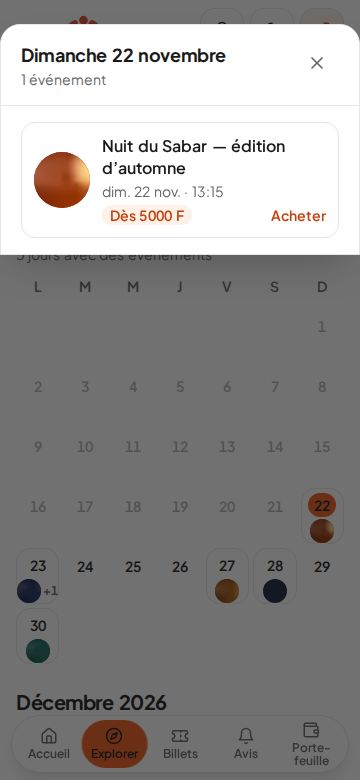 Dimanche 22 novembre
1 événement
Nuit du Sabar — édition
d’automne
dim. 22 nov. · 13:15
Dès 5000 F
Acheter
5 jours avec des événements
L M M J V S D
1
2 3 4 5 6 7 8
9 10 11 12 13 14 15
16 17 18 19 20 21 22
23 24 25 26 27 28 29
+1
30
Décembre 2026
Accueil Explorer Billets Avis Porte-
feuille